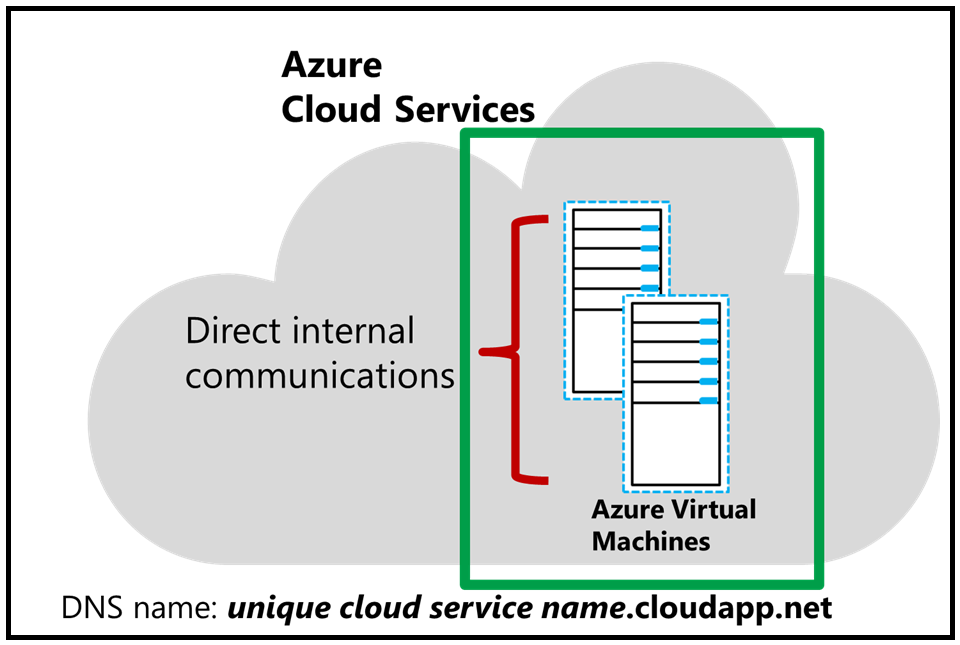 Azure
Cloud Services
Direct internal
communications
Azure Virtual
Machines
DNS name: unique cloud service name.cloudapp.net